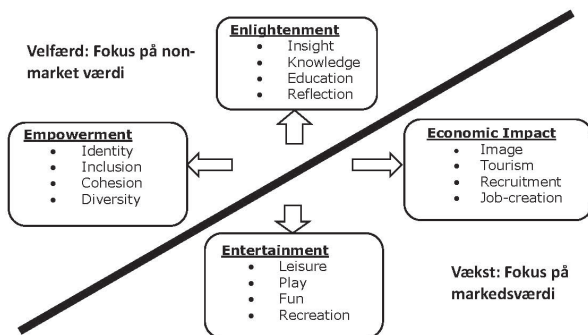 Velfærd: Fokus på non-
market værdi
Enlightenment
• Insight
• Knowledge
• Education
• Reflection
Empowerment
• Identity
• Inclusion
• Cohesion
• Diversity
Economic Impact
• Image
• Tourism
• Recruitment
• Job-creation
Entertainment
• Leisure
• Play
• Fun
• Recreation
Vækst: Fokus på
markedsværdi